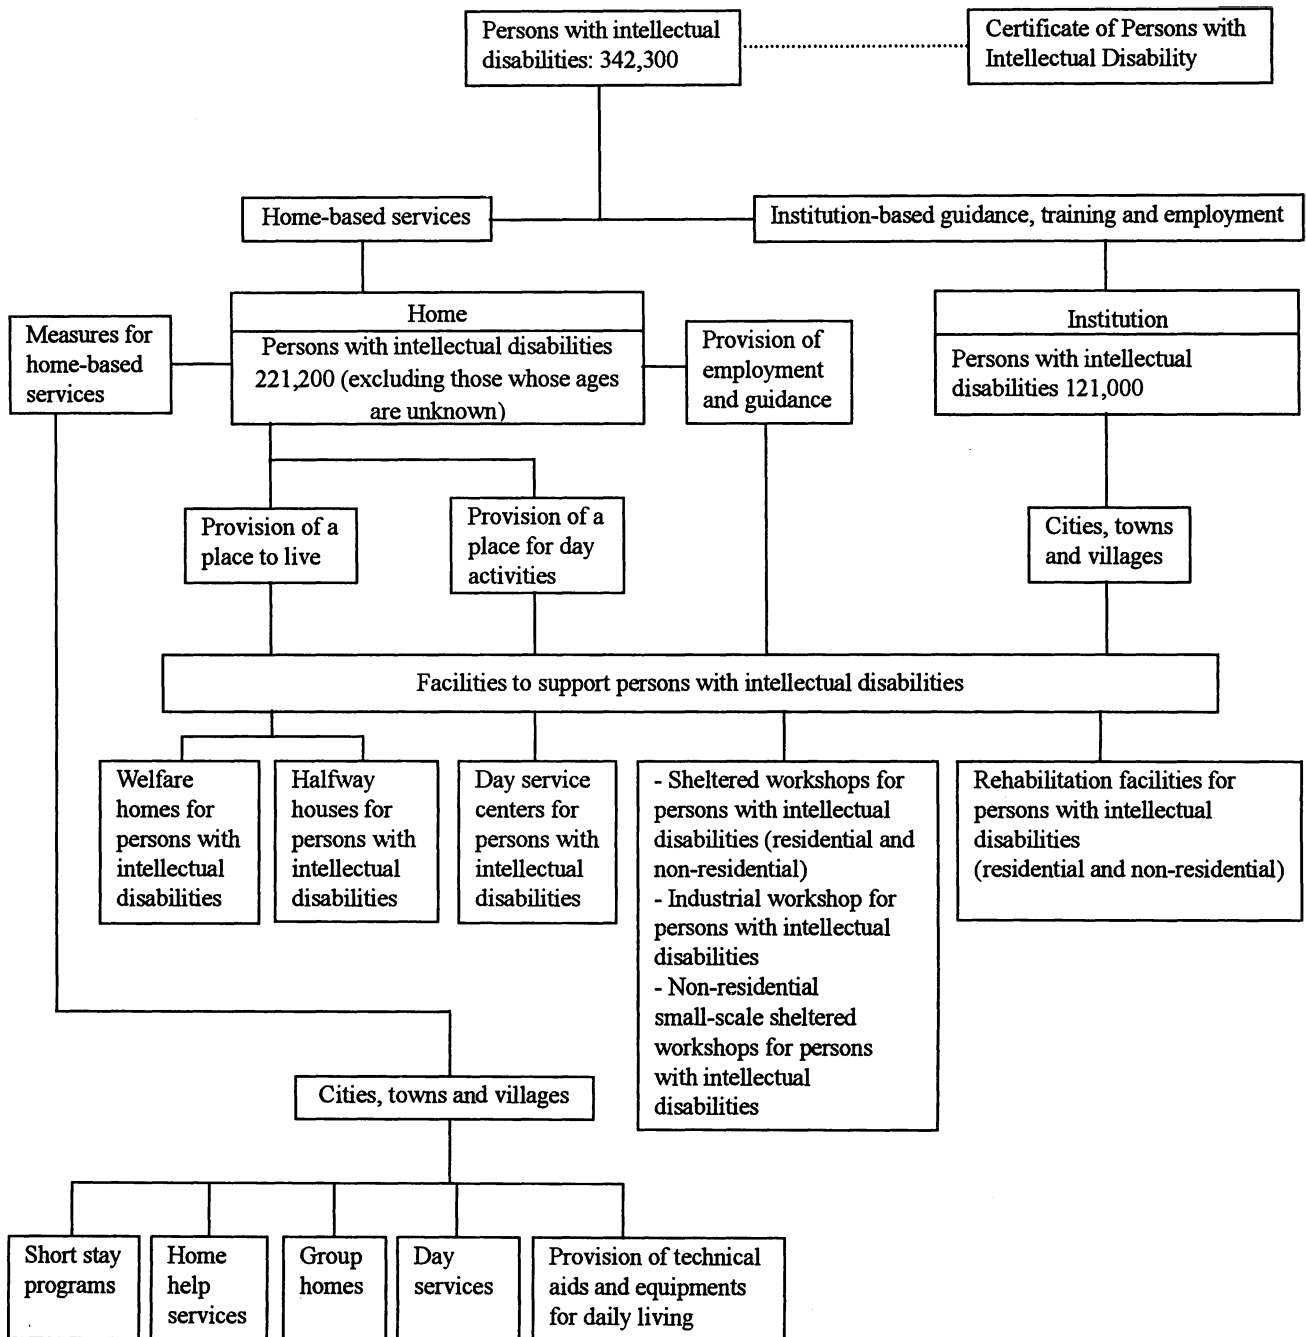 Persons with intellectual
disabilities: 342,300
Certificate of Persons with
Intellectual Disability
Home-based services
Institution-based guidance, training and employment
Measures for
home-based
services
Home
Persons with intellectual disabilities
221,200 (excluding those whose ages
are unknown)
Provision of
employment
and guidance
Institution
Persons with intellectual
disabilities 121,000
Provision of a
place to live
Provision of a
place for day
activities
Cities, towns
and villages
Facilities to support persons with intellectual disabilities
Welfare
homes for
persons with
intellectual
disabilities
Halfway
houses for
persons with
intellectual
disabilities
Day service
centers for
persons with
intellectual
disabilities
- Sheltered workshops for
persons with intellectual
disabilities (residential and
non-residential)
- Industrial workshop for
persons with intellectual
disabilities
- Non-residential
small-scale sheltered
workshops for persons
with intellectual
disabilities
Rehabilitation facilities for
persons with intellectual
disabilities
(residential and non-residential)
Cities, towns and villages
Short stay
programs
Home
help
services
Group
homes
Day
services
Provision of technical
aids and equipments
for daily living